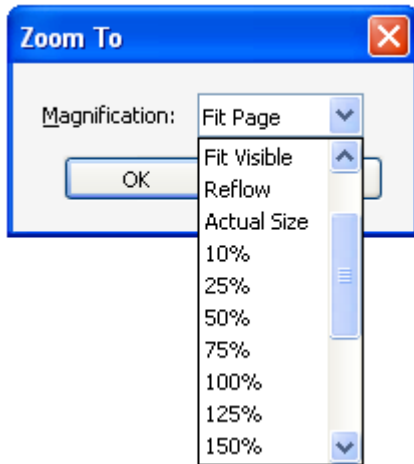 Zoom To
Magnification: Fit Page
Fit Visible
OK
Reflow
Actual Size
10%
25%
50%
75%
100%
125%
150%